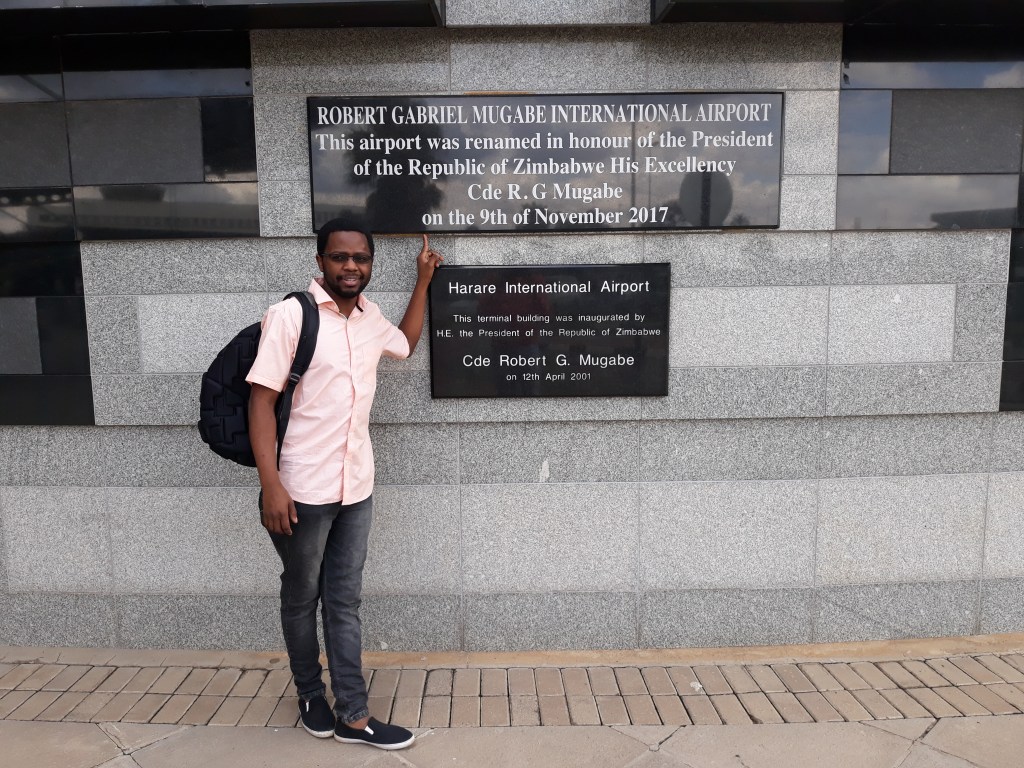 ROBERT GABRIEL MUGABE INTERNATIONAL AIRPORT
This airport was renamed in honour of the President
of the Republic of Zimbabwe His Excellency
Cde R. G Mugabe
on the 9th of November 2017
Harare International Airport
This terminal building was inaugurated by
H.E. the President of the Republic of Zimbabwe
Cde Robert G. Mugabe
on 12th April 2001